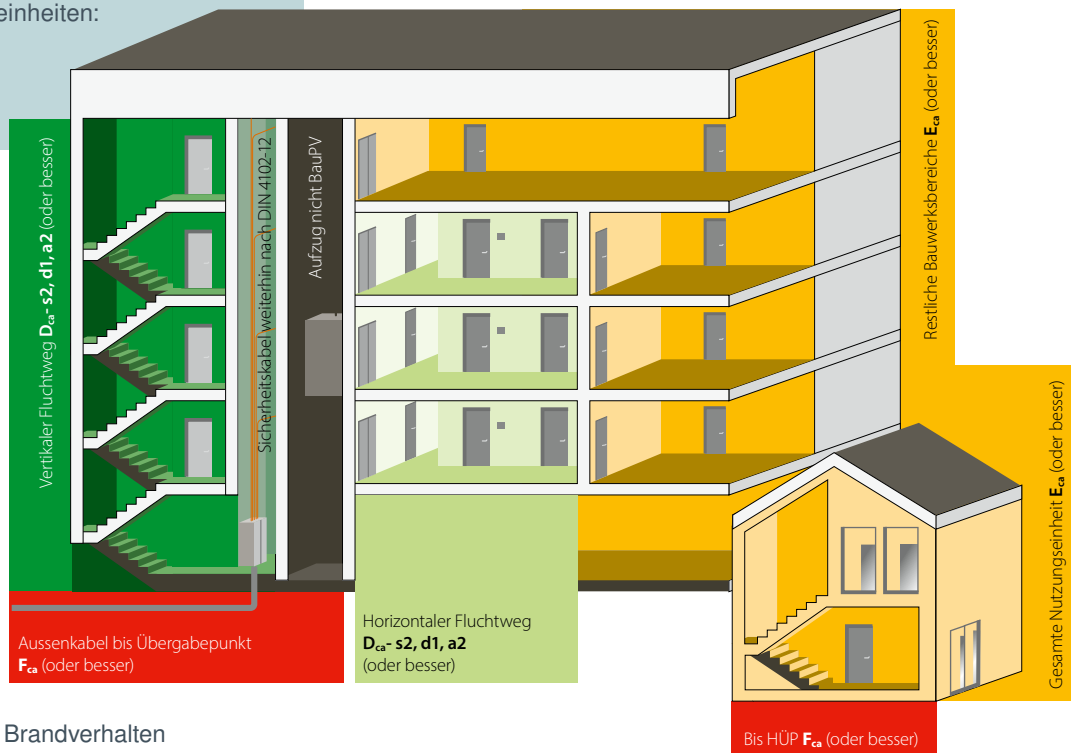 einheiten:
Vertikaler Fluchtweg Dca- s2, d1, a2 (oder besser)
Sicherheitskabel weiterhin nach DIN 4102-12
Aufzug nicht BauPV
Restliche Bauwerksbereiche Eca (oder besser)
Gesamte Nutzungseinheit Eca (oder besser)
Aussenkabel bis Übergabepunkt
Fca (oder besser)
Horizontaler Fluchtweg
Dca- s2, d1, a2
(oder besser)
Bis HÜP Fca (oder besser)
Brandverhalten